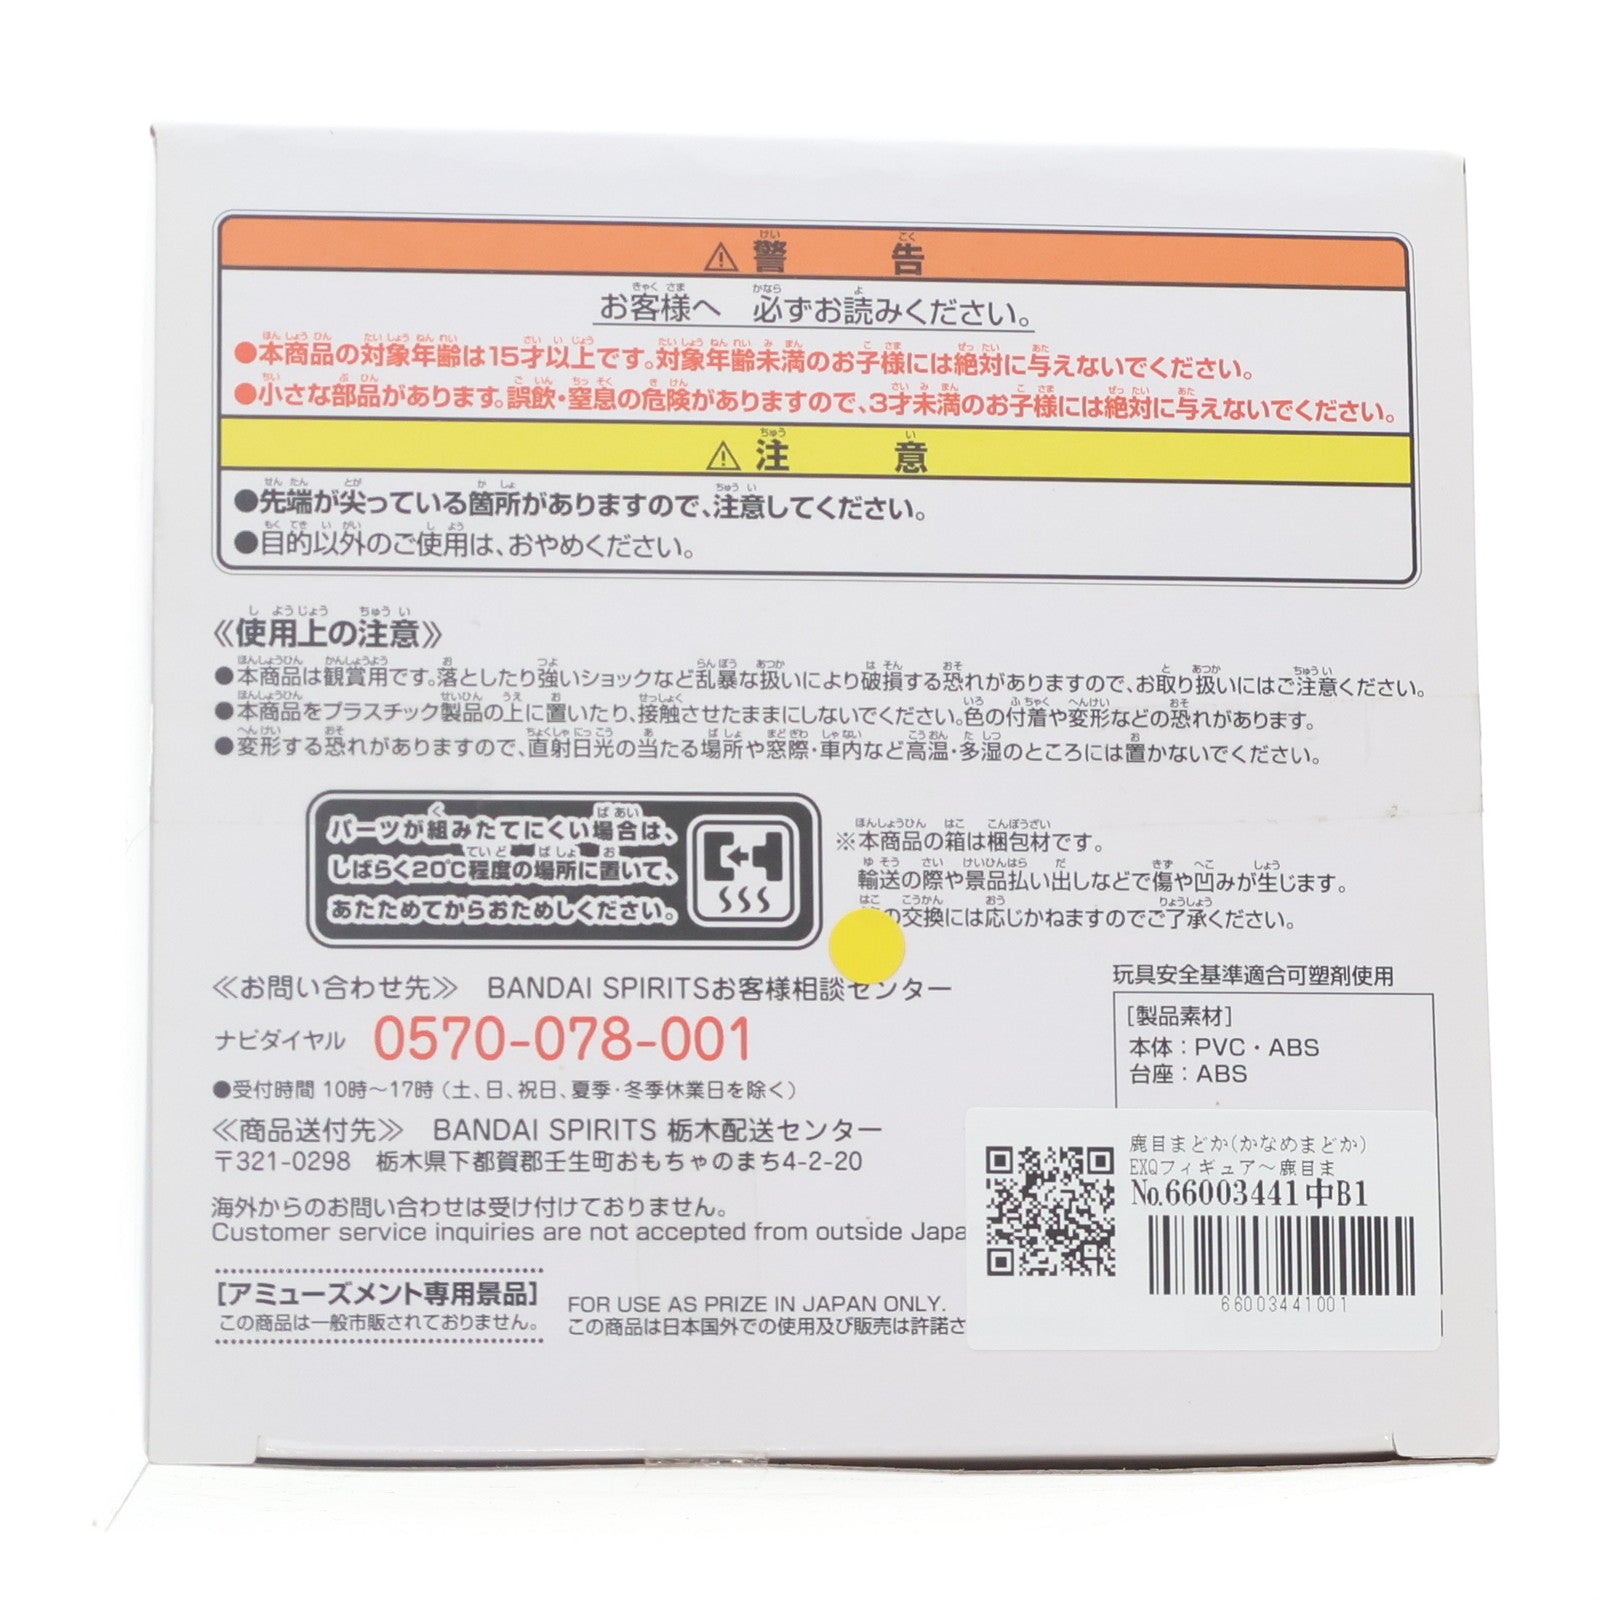 ⚠警告
お客様へ 必ずお読みください。
●本商品の対象年齢は15才以上です。対象年齢未満のお子様には絶対に与えないでください。
●小さな部品があります。誤飲・窒息の危険がありますので、3才未満のお子様には絶対に与えないでください。
⚠注意
●先端が尖っている箇所がありますので、注意してください。
●目的以外のご使用は、おやめください。
≪使用上の注意≫
●本商品は観賞用です。落としたり強いショックなど乱暴な扱いにより破損する恐れがありますので、お取り扱いにはご注意ください。
●本商品をプラスチック製品の上に置いたり、接触させたままにしないでください。色の付着や変形などの恐れがあります。
●変形する恐れがありますので、直射日光の当たる場所や窓際・車内など高温・多湿のところには置かないでください。
パーツが組みたてにくい場合は、
しばらく20℃程度の場所に置いて、
あたためてからおためしください。
※本商品の箱は梱包材です。
輸送の際や景品払い出しなどで傷や凹みが生じます。
の交換には応じかねますのでご了承ください。
≪お問い合わせ先≫ BANDAI SPIRITSお客様相談センター
ナビダイヤル 0570-078-001
●受付時間 10時～17時（土、日、祝日、夏季・冬季休業日を除く）
≪商品送付先≫ BANDAI SPIRITS 栃木配送センター
〒321-0298 栃木県下都賀郡壬生町おもちゃのまち4-2-20
海外からのお問い合わせは受け付けておりません。
Customer service inquiries are not accepted from outside Japa
[アミューズメント専用景品]
この商品は一般市販されておりません。
FOR USE AS PRIZE IN JAPAN ONLY.
この商品は日本国外での使用及び販売は許諾さ
玩具安全基準適合可塑剤使用
[製品素材]
本体：PVC・ABS
台座：ABS
鹿目まどか(かなめまどか)
EXQフィギュア～鹿目ま
No.66003441中B1
66003441001